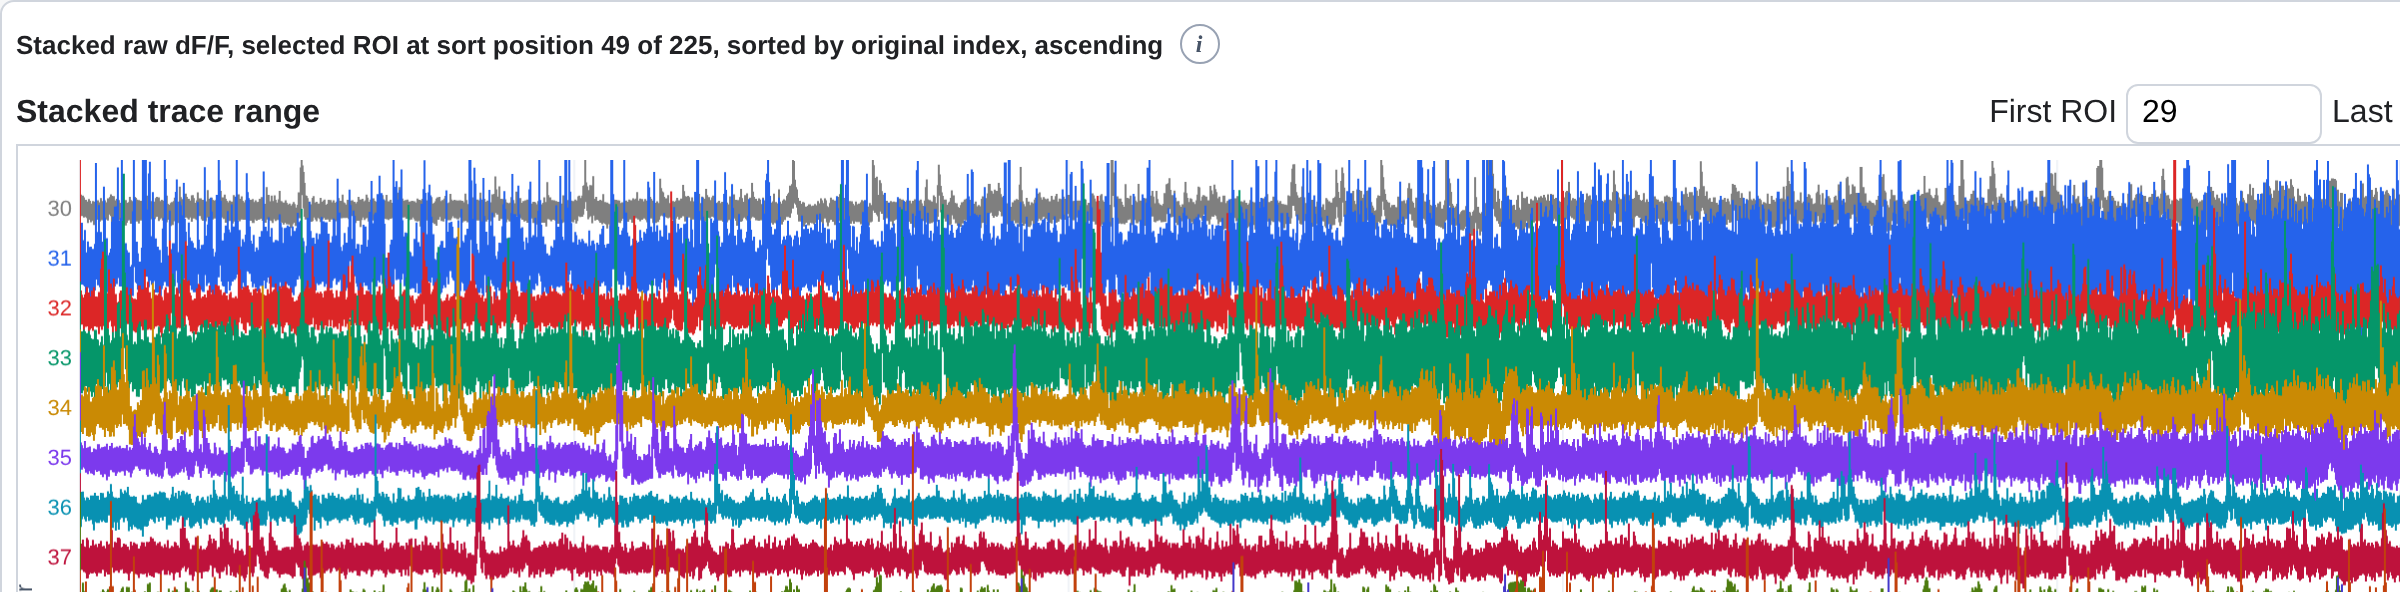 Stacked raw dF/F, selected ROI at sort position 49 of 225, sorted by original index, ascending i
Stacked trace range
First ROI 29 Last
30
31
32
33
34
35
36
37